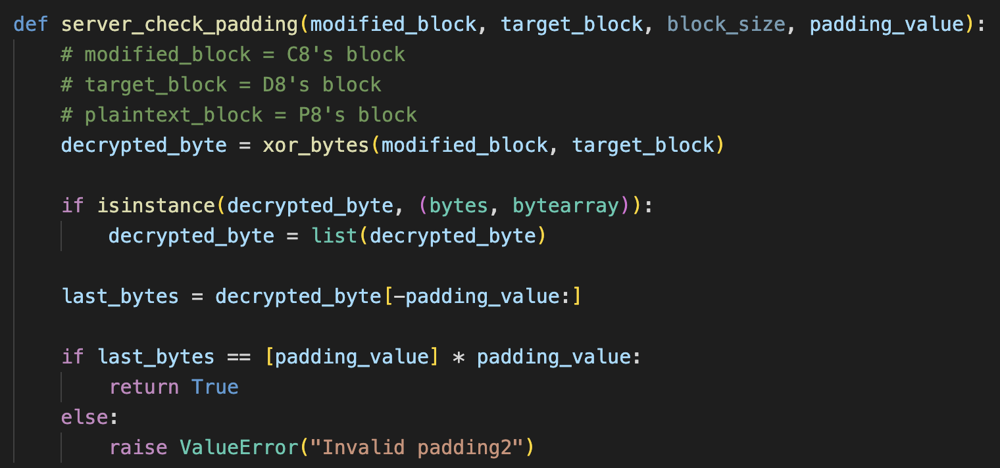 def server_check_padding(modified_block, target_block, block_size, padding_value):
    # modified_block = C8's block
    # target_block = D8's block
    # plaintext_block = P8's block
    decrypted_byte = xor_bytes(modified_block, target_block)

    if isinstance(decrypted_byte, (bytes, bytearray)):
        decrypted_byte = list(decrypted_byte)

    last_bytes = decrypted_byte[-padding_value:]

    if last_bytes == [padding_value] * padding_value:
        return True
    else:
        raise ValueError("Invalid padding2")